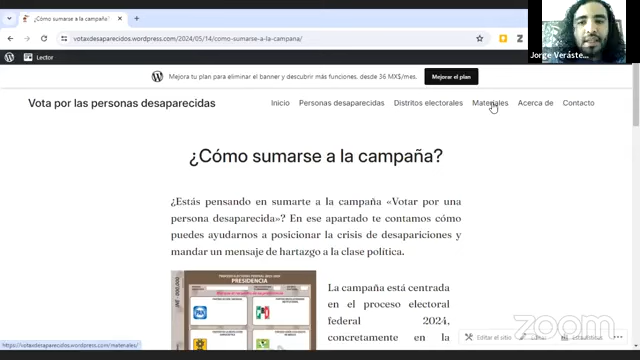 ¿Cómo sumarse a la campaña?
votaxdesaparecidos.wordpress.com/2024/05/14/como-sumarse-a-la-campana/
Lector
Mejora tu plan para eliminar el banner y descubrir más funciones, desde 36 MX$/mes.
Mejorar el plan
Jorge Veráste...
Vota por las personas desaparecidas
Inicio Personas desaparecidas Distritos electorales Materiales Acerca de Contacto
¿Cómo sumarse a la campaña?
¿Estás pensando en sumarte a la campaña «Votar por una
persona desaparecida»? En ese apartado te contamos cómo
puedes ayudarnos a posicionar la crisis de desapariciones y
mandar un mensaje de hartazgo a la clase política.
PRESIDENCIA
PAN
PRI
La campaña está centrada
en el proceso electoral
federal 2024,
concretamente en la
https://votaxdesaparecidos.wordpress.com/materiales/
Editar el sitio
zoom